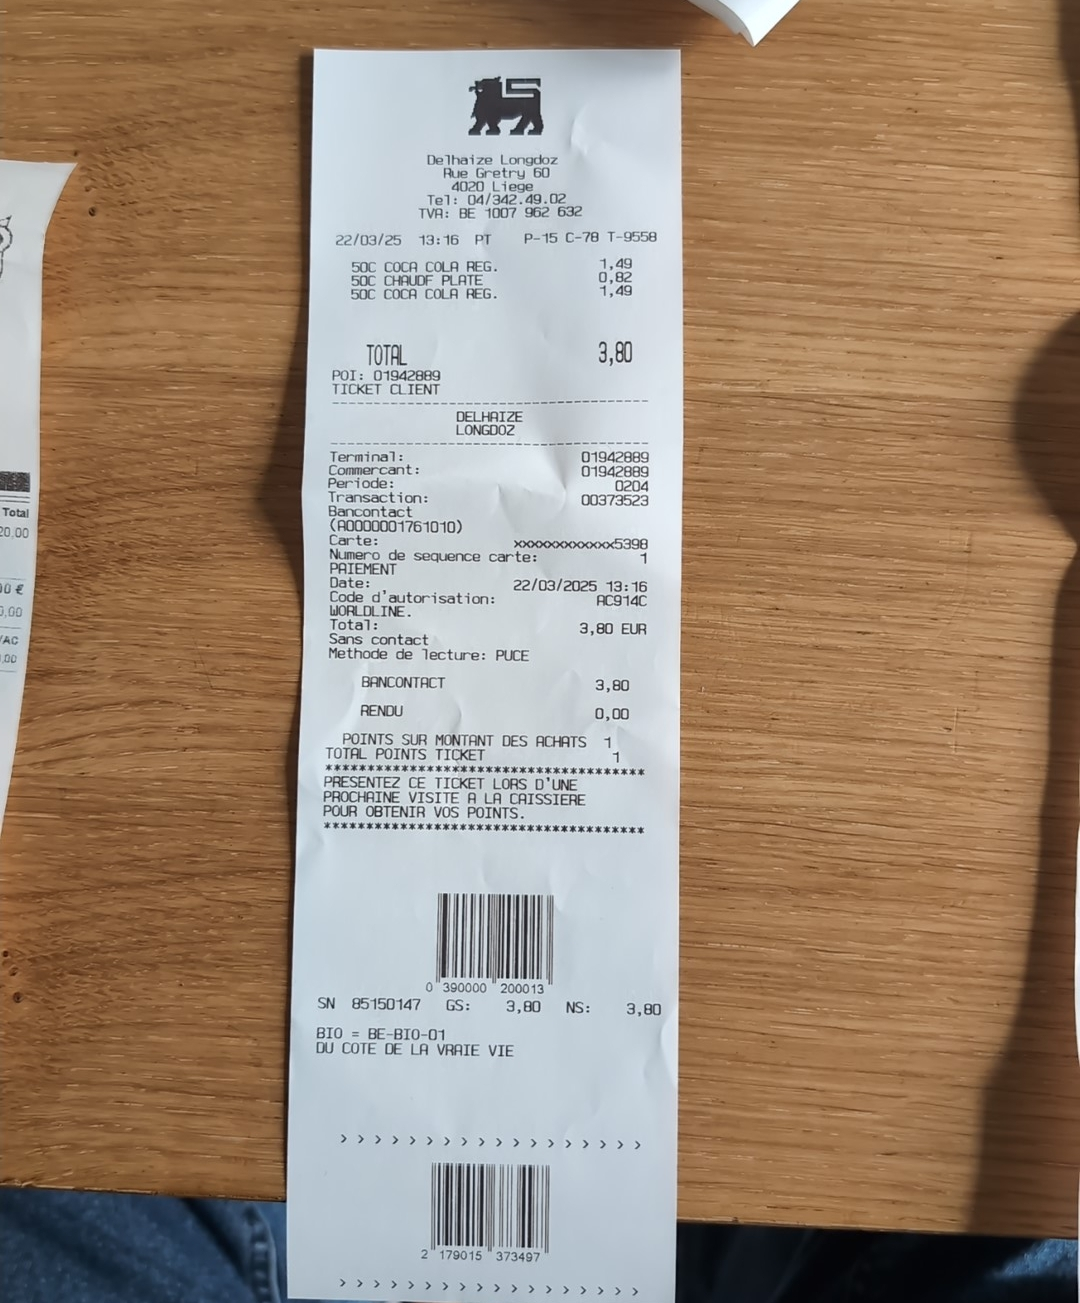 Delhaize Longdoz
Rue Gretry 60
4020 Liege
Tel: 04/342.49.02
TVA: BE 1007 962 632
22/03/25 13:16 PT P-15 C-78 T-9558
50C COCA COLA REG. 1,49
50C CHAUDF PLATE 0,82
50C COCA COLA REG. 1,49
TOTAL 3,80
POI: 01942889
TICKET CLIENT
DELHAIZE
LONGDOZ
Terminal: 01942889
Commercant: 01942889
Periode: 0204
Transaction: 00373523
Bancontact
(A0000001761010)
Carte: xxxxxxxxxxxxx5398
Numero de sequence carte: 1
PAIEMENT
Date: 22/03/2025 13:16
Code d'autorisation: AC914C
WORLDLINE.
Total: 3,80 EUR
Sans contact
Methode de lecture: PUCE
BANCONTACT 3,80
RENDU 0,00
POINTS SUR MONTANT DES ACHATS 1
TOTAL POINTS TICKET 1
**************************************
PRESENTEZ CE TICKET LORS D'UNE
PROCHAINE VISITE A LA CAISSIERE
POUR OBTENIR VOS POINTS.
**************************************
0 390000 200013
SN 85150147 GS: 3,80 NS: 3,80
BIO = BE-BIO-01
DU COTE DE LA VRAIE VIE
> > > > > > > > > > > > > > > > > >
2 179015 373497
> > > > > > > > > > > > > > > > > >
Total
20,00
00 €
0,00